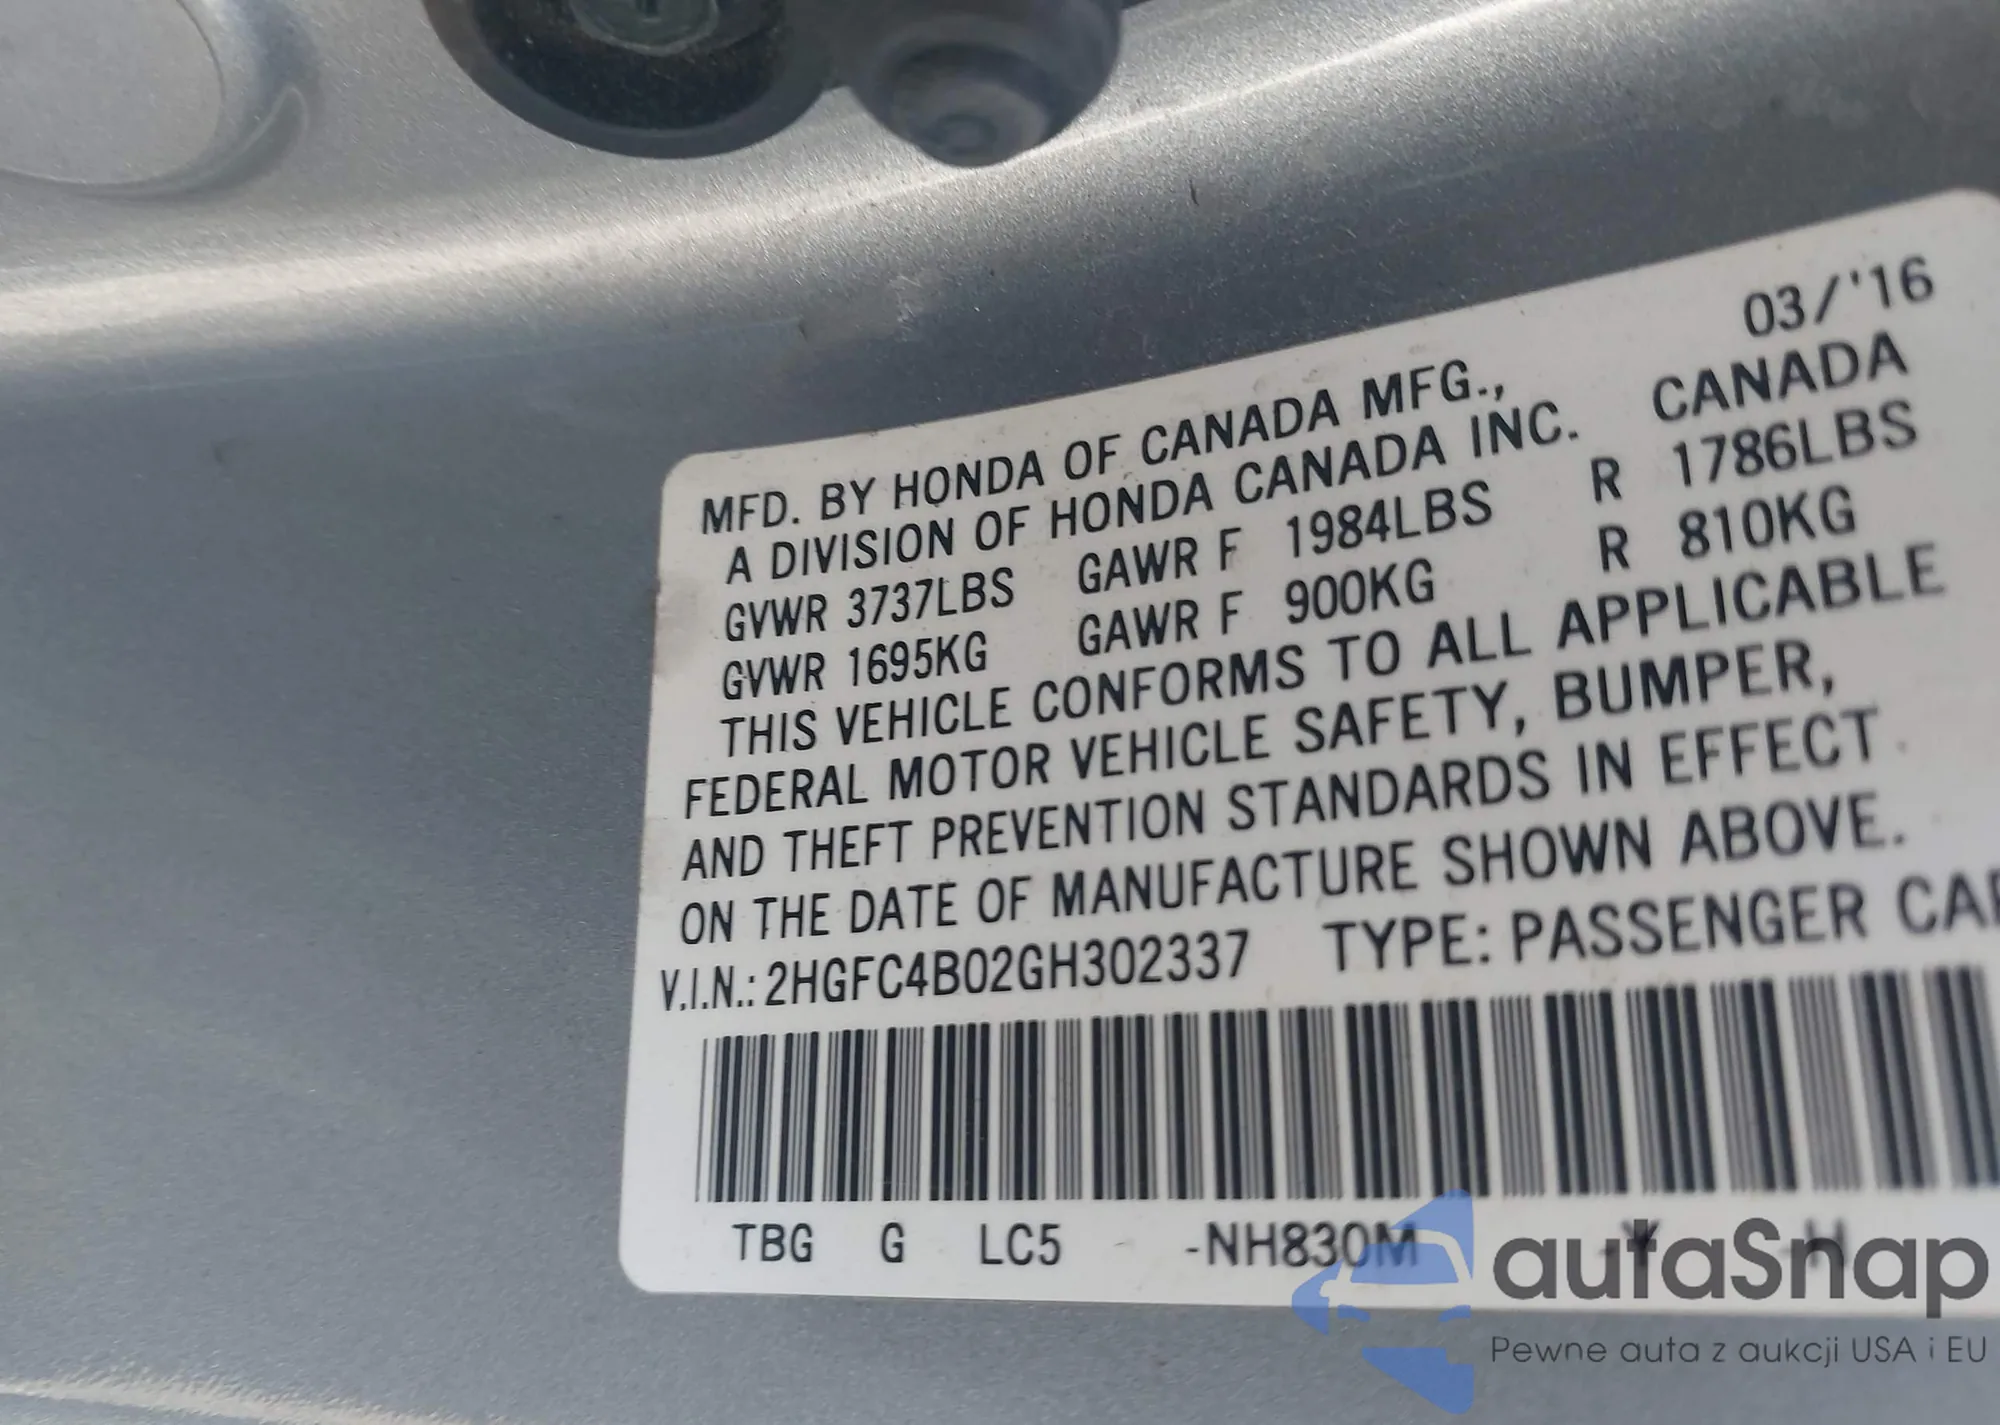 03/'16
MFD. BY HONDA OF CANADA MFG.,
A DIVISION OF HONDA CANADA INC. CANADA
GVWR 3737LBS GAWR F 1984LBS R 1786LBS
GVWR 1695KG GAWR F 900KG R 810KG
THIS VEHICLE CONFORMS TO ALL APPLICABLE
FEDERAL MOTOR VEHICLE SAFETY, BUMPER,
AND THEFT PREVENTION STANDARDS IN EFFECT
ON THE DATE OF MANUFACTURE SHOWN ABOVE.
V.I.N.: 2HGFC4B02GH302337 TYPE: PASSENGER CAR
TBG G LC5 -NH830M -Y -H
autaSnap
Pewne auta z aukcji USA i EU